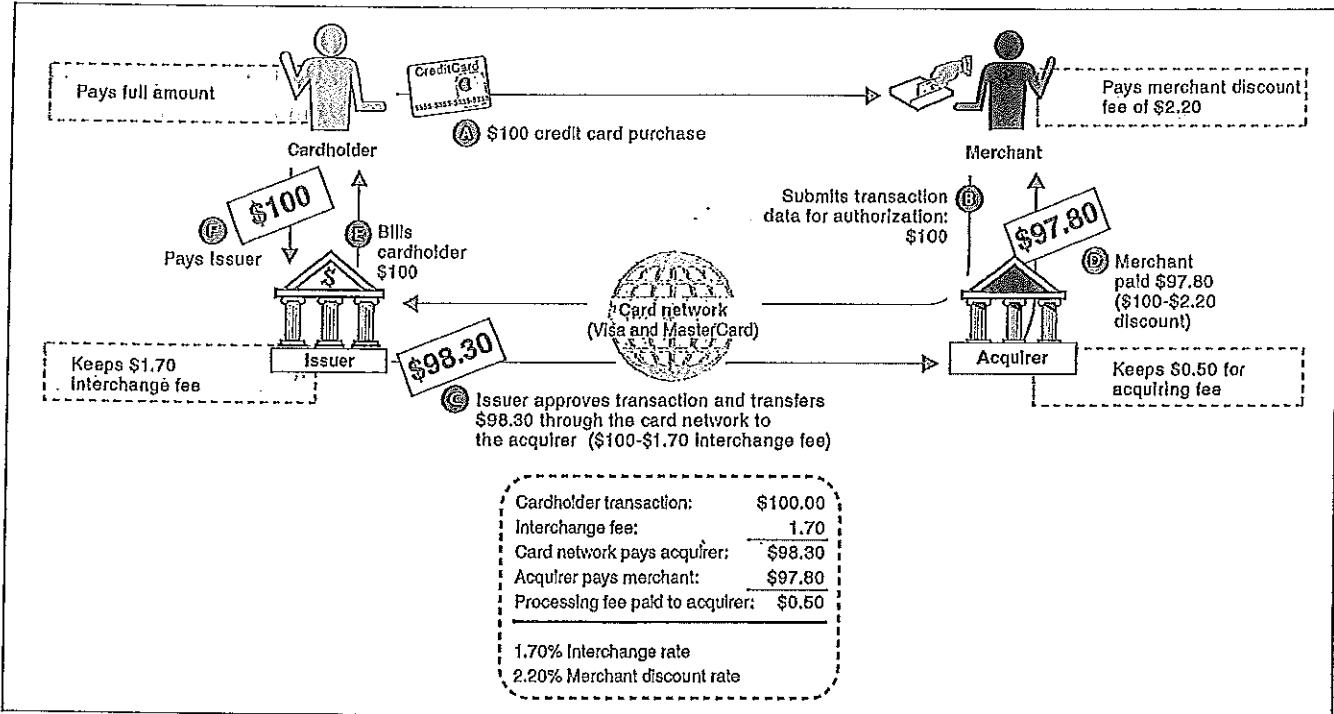 Pays full amount
CreditCard
Pays merchant discount
fee of $2.20
A $100 credit card purchase
Cardholder
Merchant
F $100
Pays Issuer
E Bills
cardholder
$100
Submits transaction
data for authorization:
$100
B
$97.80
D Merchant
paid $97.80
($100-$2.20
discount)
$
Card network
(Visa and MasterCard)
Issuer
Acquirer
Keeps $1.70
interchange fee
$98.30
Keeps $0.50 for
acquiring fee
C Issuer approves transaction and transfers
$98.30 through the card network to
the acquirer ($100-$1.70 interchange fee)
Cardholder transaction: $100.00
Interchange fee: 1.70
Card network pays acquirer: $98.30
Acquirer pays merchant: $97.80
Processing fee paid to acquirer: $0.50
1.70% Interchange rate
2.20% Merchant discount rate